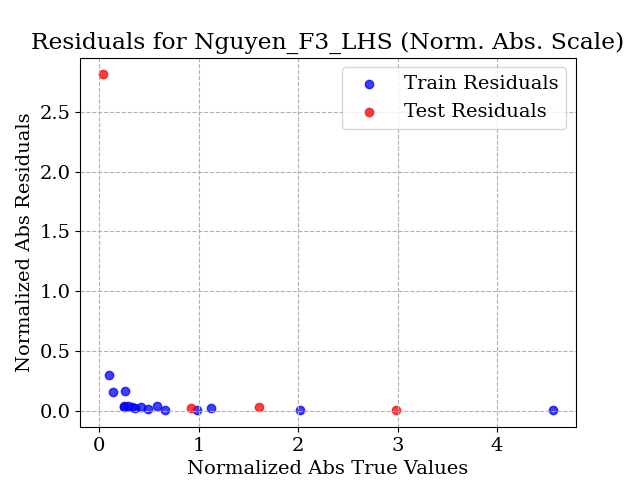 Residuals for Nguyen_F3_LHS (Norm. Abs. Scale)
Train Residuals
Test Residuals
Normalized Abs Residuals
2.5
2.0
1.5
1.0
0.5
0.0
0
1
2
3
4
Normalized Abs True Values